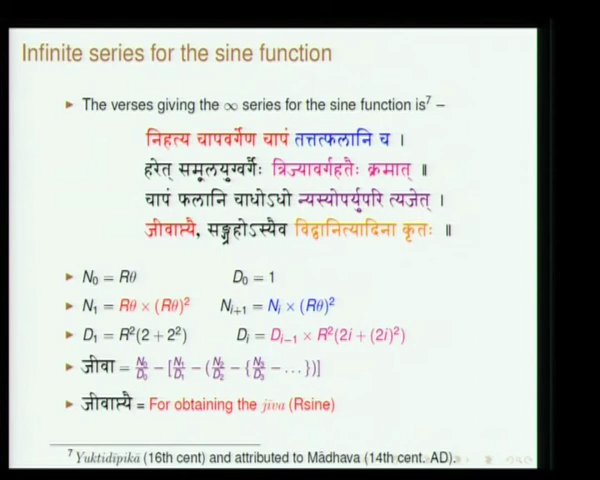 Infinite series for the sine function
► The verses giving the ∞ series for the sine function is⁷ –
निहत्य चापवर्गेण चापं तत्तत्फलानि च ।
हरेत् समूलयुग्वर्गैः त्रिज्यावर्गहतैः क्रमात् ॥
चापं फलानि चाधोऽधो न्यस्योपर्युपरि त्यजेत् ।
जीवाप्त्यै, सङ्ग्रहोऽस्यैव विद्वानित्यादिना कृतः ॥
► N₀ = Rθ D₀ = 1
► N₁ = Rθ × (Rθ)² Nᵢ₊₁ = Nᵢ × (Rθ)²
► D₁ = R²(2 + 2²) Dᵢ = Dᵢ₋₁ × R²(2i + (2i)²)
► जीवा = N₀/D₀ − [N₁/D₁ − (N₂/D₂ − {N₃/D₃ − …})]
► जीवाप्त्यै = For obtaining the jīva (Rsine)
⁷ Yuktidīpikā (16th cent) and attributed to Mādhava (14th cent. AD).